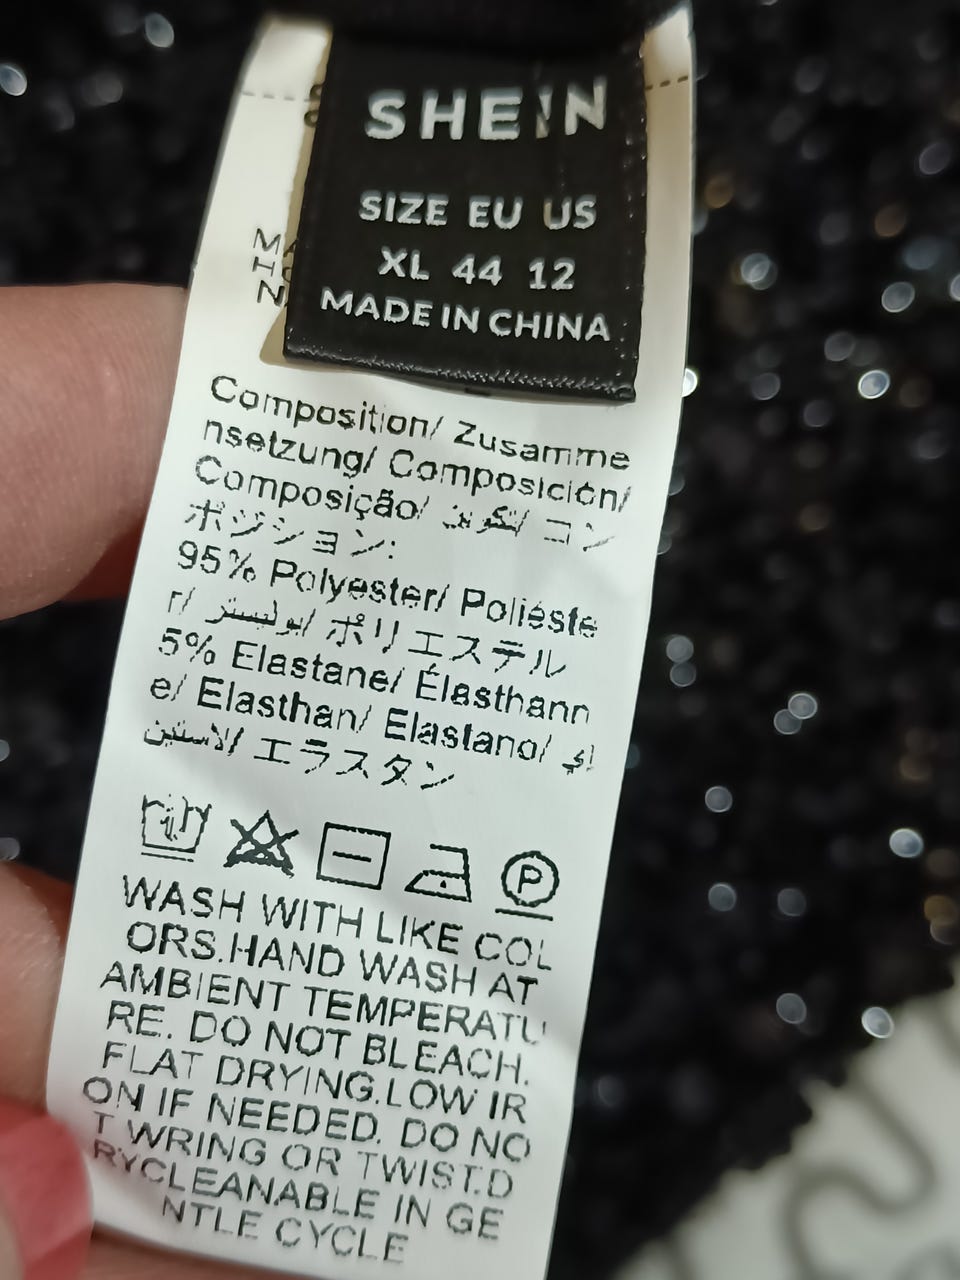 SHEIN
SIZE EU US
XL 44 12
MADE IN CHINA
Composition/ Zusamme
nsetzung/ Composición/
Composição/ تكوين/ コン
ポジション:
95% Polyester/ Polieste
r/ بوليستر/ ポリエステル
5% Elastane/ Élasthann
e/ Elasthan/ Elastano/ إي
لاستين/ エラスタン
WASH WITH LIKE COL
ORS.HAND WASH AT
AMBIENT TEMPERATU
RE. DO NOT BLEACH.
FLAT DRYING.LOW IR
ON IF NEEDED. DO NO
T WRING OR TWIST.D
RYCLEANABLE IN GE
NTLE CYCLE